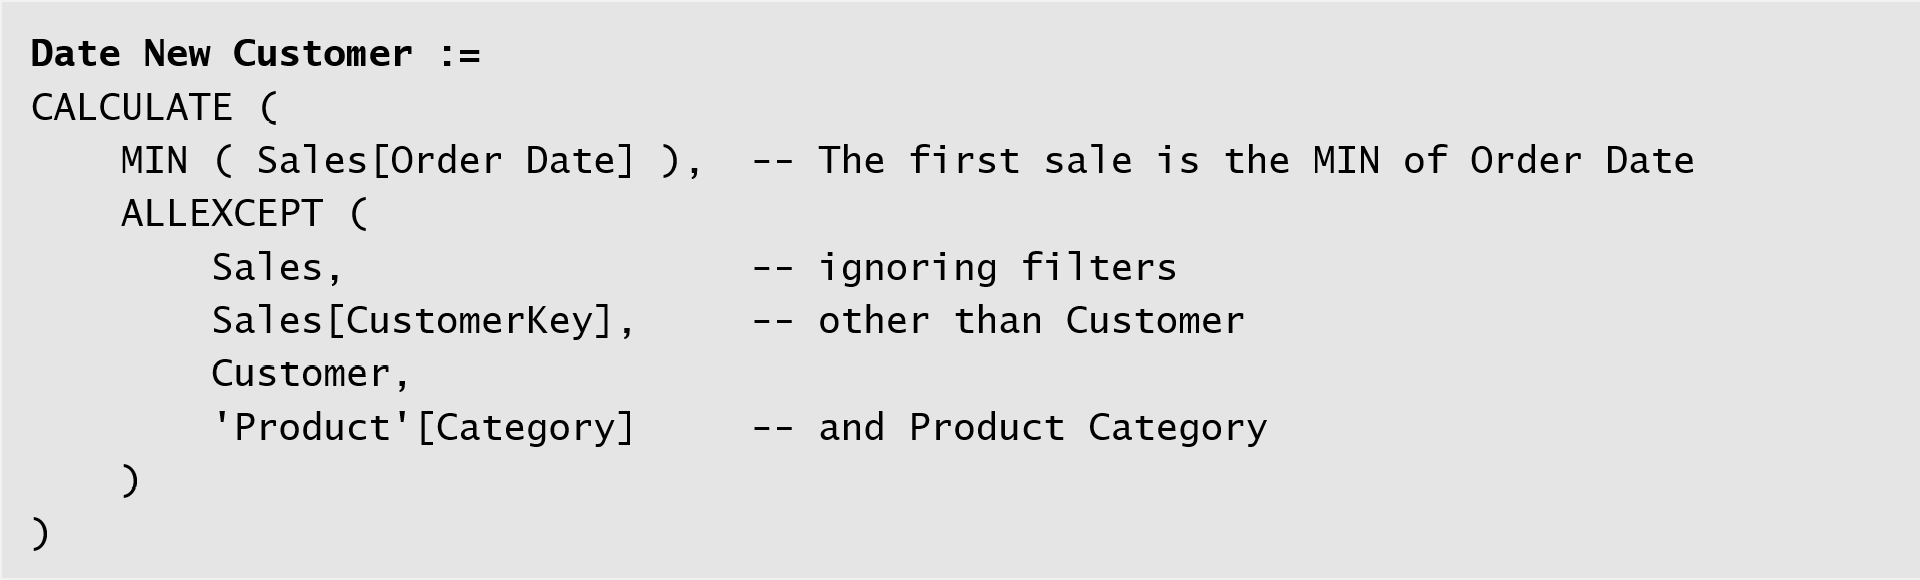 Date New Customer :=
CALCULATE (
    MIN ( Sales[Order Date] ),  -- The first sale is the MIN of Order Date
    ALLEXCEPT (
        Sales,                  -- ignoring filters
        Sales[CustomerKey],     -- other than Customer
        Customer,
        'Product'[Category]     -- and Product Category
    )
)